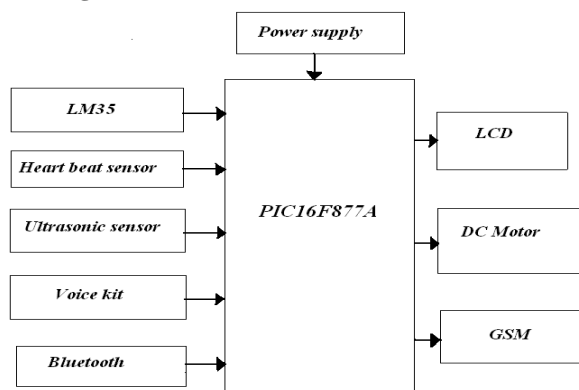 Power supply
LM35
Heart beat sensor
Ultrasonic sensor
Voice kit
Bluetooth
PIC16F877A
LCD
DC Motor
GSM